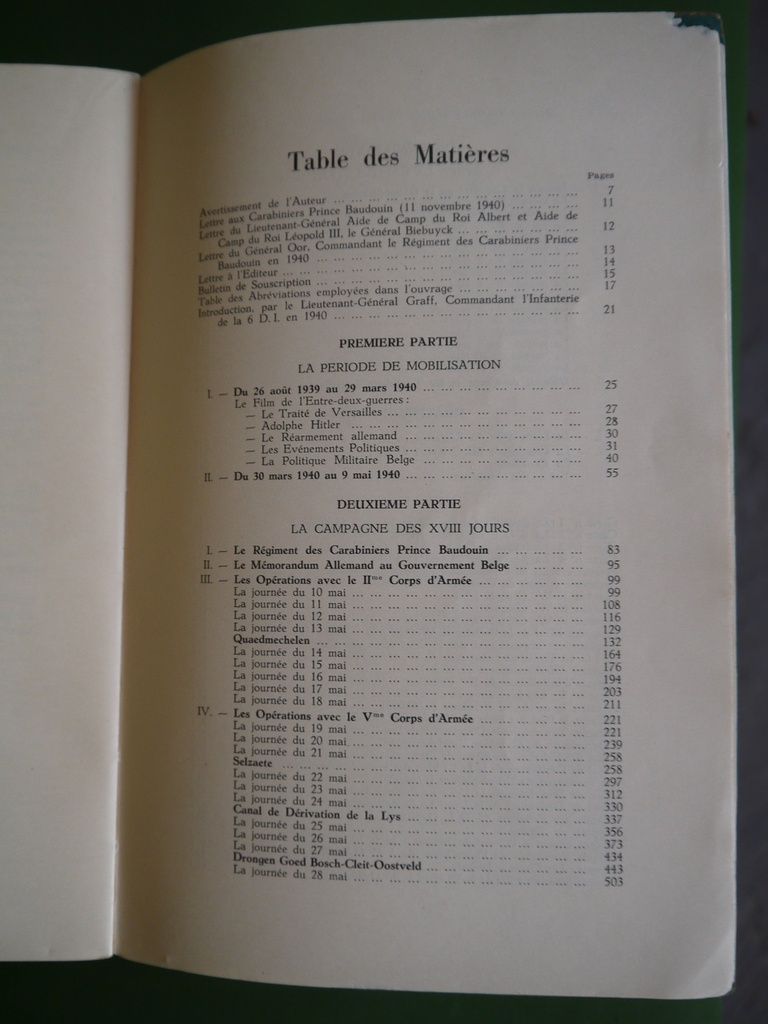 Table des Matières
Pages
Avertissement de l'Auteur ... ... ... ... ... ... ... ... ... ... ... ... ... 7
Lettre aux Carabiniers Prince Baudouin (11 novembre 1940) ... ... ... ... 11
Lettre du Lieutenant-Général Aide de Camp du Roi Albert et Aide de
Camp du Roi Léopold III, le Général Biebuyck ... ... ... ... ... ... 12
Lettre du Général Oor, Commandant le Régiment des Carabiniers Prince
Baudouin en 1940 ... ... ... ... ... ... ... ... ... ... ... ... ... 13
Lettre à l'Editeur ... ... ... ... ... ... ... ... ... ... ... ... ... ... 14
Bulletin de Souscription ... ... ... ... ... ... ... ... ... ... ... ... ... 15
Table des Abréviations employées dans l'ouvrage ... ... ... ... ... ... 17
Introduction, par le Lieutenant-Général Graff, Commandant l'Infanterie
de la 6 D.I. en 1940 ... ... ... ... ... ... ... ... ... ... ... ... 21
PREMIERE PARTIE
LA PERIODE DE MOBILISATION
I. — Du 26 août 1939 au 29 mars 1940 ... ... ... ... ... ... ... ... 25
Le Film de l'Entre-deux-guerres :
— Le Traité de Versailles ... ... ... ... ... ... ... ... ... ... 27
— Adolphe Hitler ... ... ... ... ... ... ... ... ... ... ... ... 28
— Le Réarmement allemand ... ... ... ... ... ... ... ... ... 30
— Les Evénements Politiques ... ... ... ... ... ... ... ... ... 31
— La Politique Militaire Belge ... ... ... ... ... ... ... ... ... 40
II. — Du 30 mars 1940 au 9 mai 1940 ... ... ... ... ... ... ... ... ... 55
DEUXIEME PARTIE
LA CAMPAGNE DES XVIII JOURS
I. — Le Régiment des Carabiniers Prince Baudouin ... ... ... ... ... 83
II. — Le Mémorandum Allemand au Gouvernement Belge ... ... ... ... 95
III. — Les Opérations avec le IIme Corps d'Armée ... ... ... ... ... ... 99
La journée du 10 mai ... ... ... ... ... ... ... ... ... ... ... ... 99
La journée du 11 mai ... ... ... ... ... ... ... ... ... ... ... ... 108
La journée du 12 mai ... ... ... ... ... ... ... ... ... ... ... ... 116
La journée du 13 mai ... ... ... ... ... ... ... ... ... ... ... ... 129
Quaedmechelen ... ... ... ... ... ... ... ... ... ... ... ... ... ... 132
La journée du 14 mai ... ... ... ... ... ... ... ... ... ... ... ... 164
La journée du 15 mai ... ... ... ... ... ... ... ... ... ... ... ... 176
La journée du 16 mai ... ... ... ... ... ... ... ... ... ... ... ... 194
La journée du 17 mai ... ... ... ... ... ... ... ... ... ... ... ... 203
La journée du 18 mai ... ... ... ... ... ... ... ... ... ... ... ... 211
IV. — Les Opérations avec le Vme Corps d'Armée ... ... ... ... ... ... 221
La journée du 19 mai ... ... ... ... ... ... ... ... ... ... ... ... 221
La journée du 20 mai ... ... ... ... ... ... ... ... ... ... ... ... 239
La journée du 21 mai ... ... ... ... ... ... ... ... ... ... ... ... 258
Selzaete ... ... ... ... ... ... ... ... ... ... ... ... ... ... ... 258
La journée du 22 mai ... ... ... ... ... ... ... ... ... ... ... ... 297
La journée du 23 mai ... ... ... ... ... ... ... ... ... ... ... ... 312
La journée du 24 mai ... ... ... ... ... ... ... ... ... ... ... ... 330
Canal de Dérivation de la Lys ... ... ... ... ... ... ... ... ... ... 337
La journée du 25 mai ... ... ... ... ... ... ... ... ... ... ... ... 356
La journée du 26 mai ... ... ... ... ... ... ... ... ... ... ... ... 373
La journée du 27 mai ... ... ... ... ... ... ... ... ... ... ... ... 434
Drongen Goed Bosch-Cleit-Oostveld ... ... ... ... ... ... ... ... ... 443
La journée du 28 mai ... ... ... ... ... ... ... ... ... ... ... ... 503